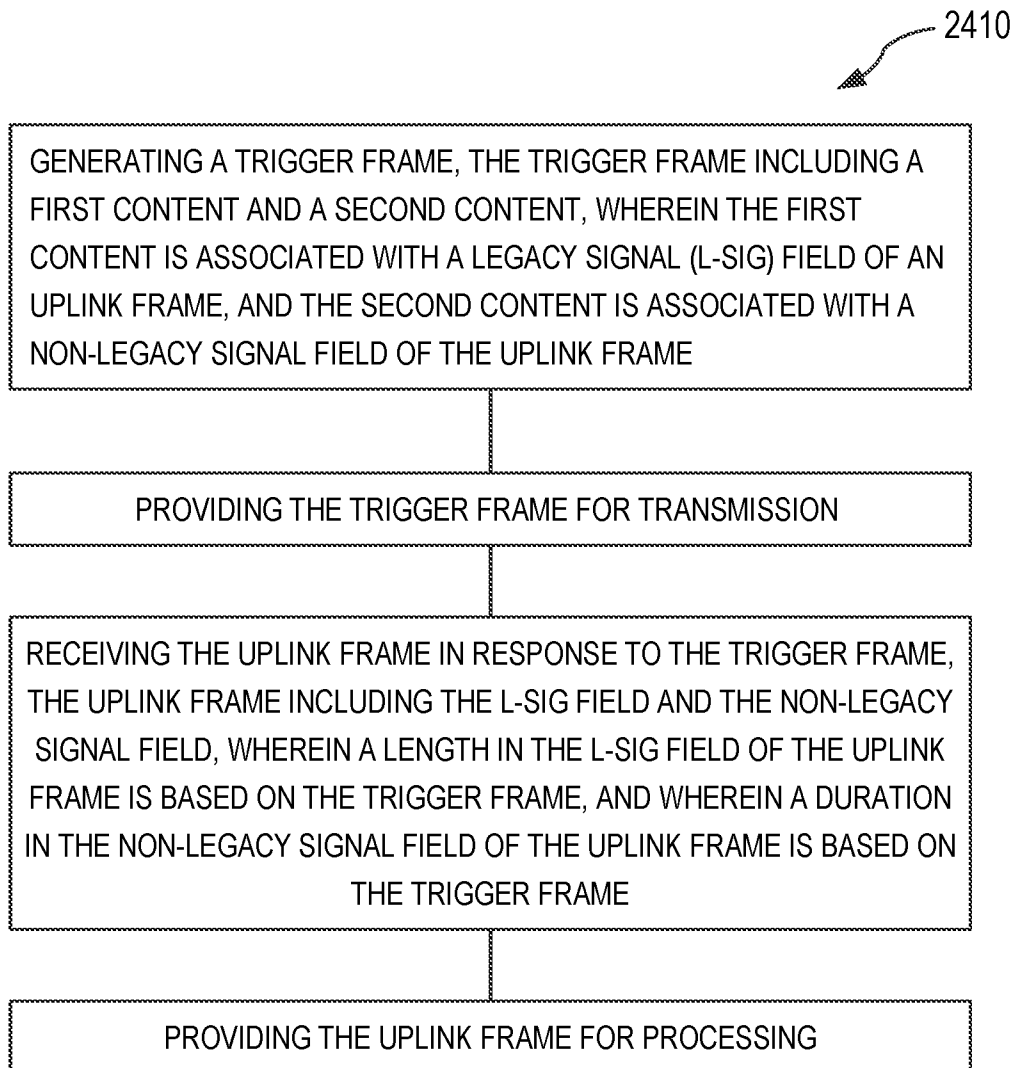 2410
GENERATING A TRIGGER FRAME, THE TRIGGER FRAME INCLUDING A
FIRST CONTENT AND A SECOND CONTENT, WHEREIN THE FIRST
CONTENT IS ASSOCIATED WITH A LEGACY SIGNAL (L-SIG) FIELD OF AN
UPLINK FRAME, AND THE SECOND CONTENT IS ASSOCIATED WITH A
NON-LEGACY SIGNAL FIELD OF THE UPLINK FRAME
PROVIDING THE TRIGGER FRAME FOR TRANSMISSION
RECEIVING THE UPLINK FRAME IN RESPONSE TO THE TRIGGER FRAME,
THE UPLINK FRAME INCLUDING THE L-SIG FIELD AND THE NON-LEGACY
SIGNAL FIELD, WHEREIN A LENGTH IN THE L-SIG FIELD OF THE UPLINK
FRAME IS BASED ON THE TRIGGER FRAME, AND WHEREIN A DURATION
IN THE NON-LEGACY SIGNAL FIELD OF THE UPLINK FRAME IS BASED ON
THE TRIGGER FRAME
PROVIDING THE UPLINK FRAME FOR PROCESSING